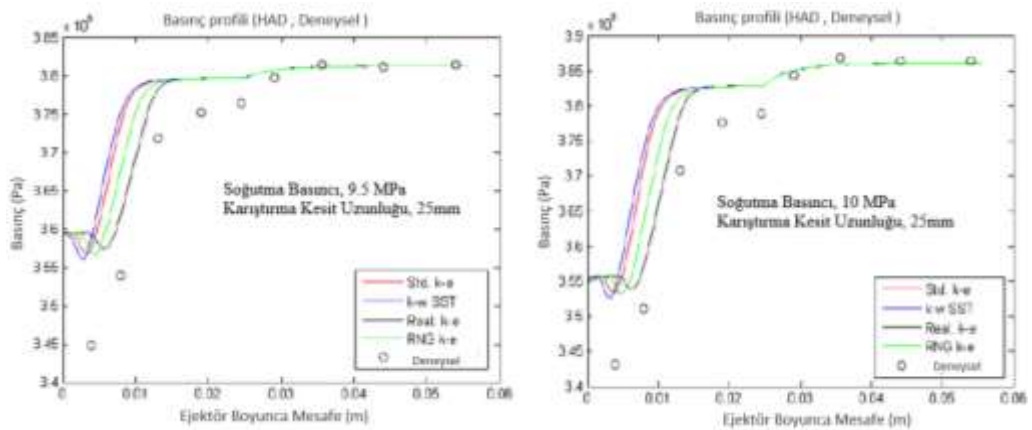 Basınç profili (HAD , Deneysel )
x 10⁶
3.85
3.8
3.75
3.7
3.65
3.6
3.55
3.5
3.45
3.4
Basınç (Pa)
Soğutma Basıncı, 9.5 MPa
Karıştırma Kesit Uzunluğu, 25mm
Std. k-e
k-w SST
Real. k-e
RNG k-e
Deneysel
0 0.01 0.02 0.03 0.04 0.05 0.06
Ejektör Boyunca Mesafe (m)
Basınç profili (HAD , Deneysel )
x 10⁶
3.9
3.85
3.8
3.75
3.7
3.65
3.6
3.55
3.5
3.45
3.4
Basınç (Pa)
Soğutma Basıncı, 10 MPa
Karıştırma Kesit Uzunluğu, 25mm
Std. k-e
k-w SST
Real. k-e
RNG k-e
Deneysel
0 0.01 0.02 0.03 0.04 0.05 0.06
Ejektör Boyunca Mesafe (m)